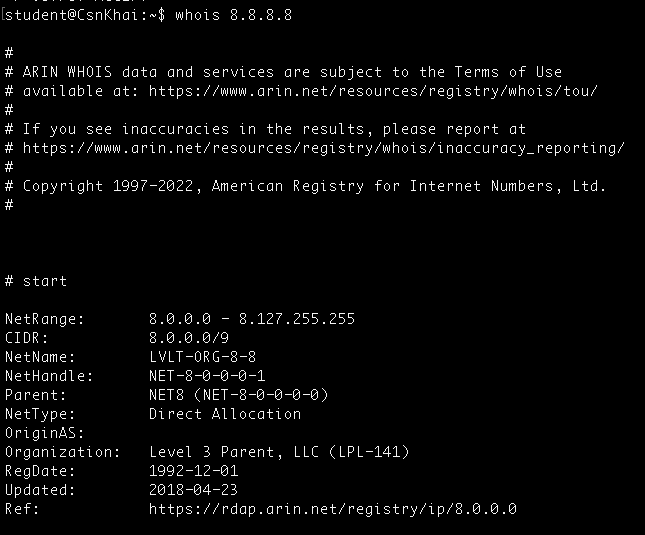 student@CsnKhai:~$ whois 8.8.8.8
#
# ARIN WHOIS data and services are subject to the Terms of Use
# available at: https://www.arin.net/resources/registry/whois/tou/
#
# If you see inaccuracies in the results, please report at
# https://www.arin.net/resources/registry/whois/inaccuracy_reporting/
#
# Copyright 1997-2022, American Registry for Internet Numbers, Ltd.
#
# start
NetRange:       8.0.0.0 - 8.127.255.255
CIDR:           8.0.0.0/9
NetName:        LVLT-ORG-8-8
NetHandle:      NET-8-0-0-0-1
Parent:         NET8 (NET-8-0-0-0-0)
NetType:        Direct Allocation
OriginAS:
Organization:   Level 3 Parent, LLC (LPL-141)
RegDate:        1992-12-01
Updated:        2018-04-23
Ref:            https://rdap.arin.net/registry/ip/8.0.0.0